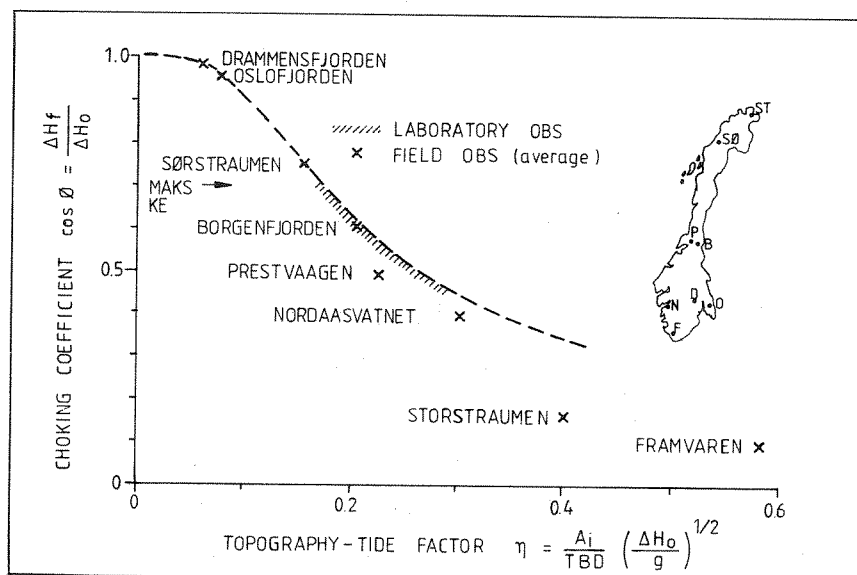 1.0
DRAMMENSFJORDEN
OSLOFJORDEN
LABORATORY OBS
× FIELD OBS (average)
SØRSTRAUMEN
MAKS
KE
BORGENFJORDEN
0.5
PRESTVAAGEN
NORDAASVATNET
STORSTRAUMEN
FRAMVAREN
0
0
0.2
0.4
0.6
CHOKING COEFFICIENT cos Ø = ΔHf / ΔHo
TOPOGRAPHY-TIDE FACTOR η = Ai / TBD (ΔHo / g)^1/2
ST
SØ
P
B
D
O
N
F